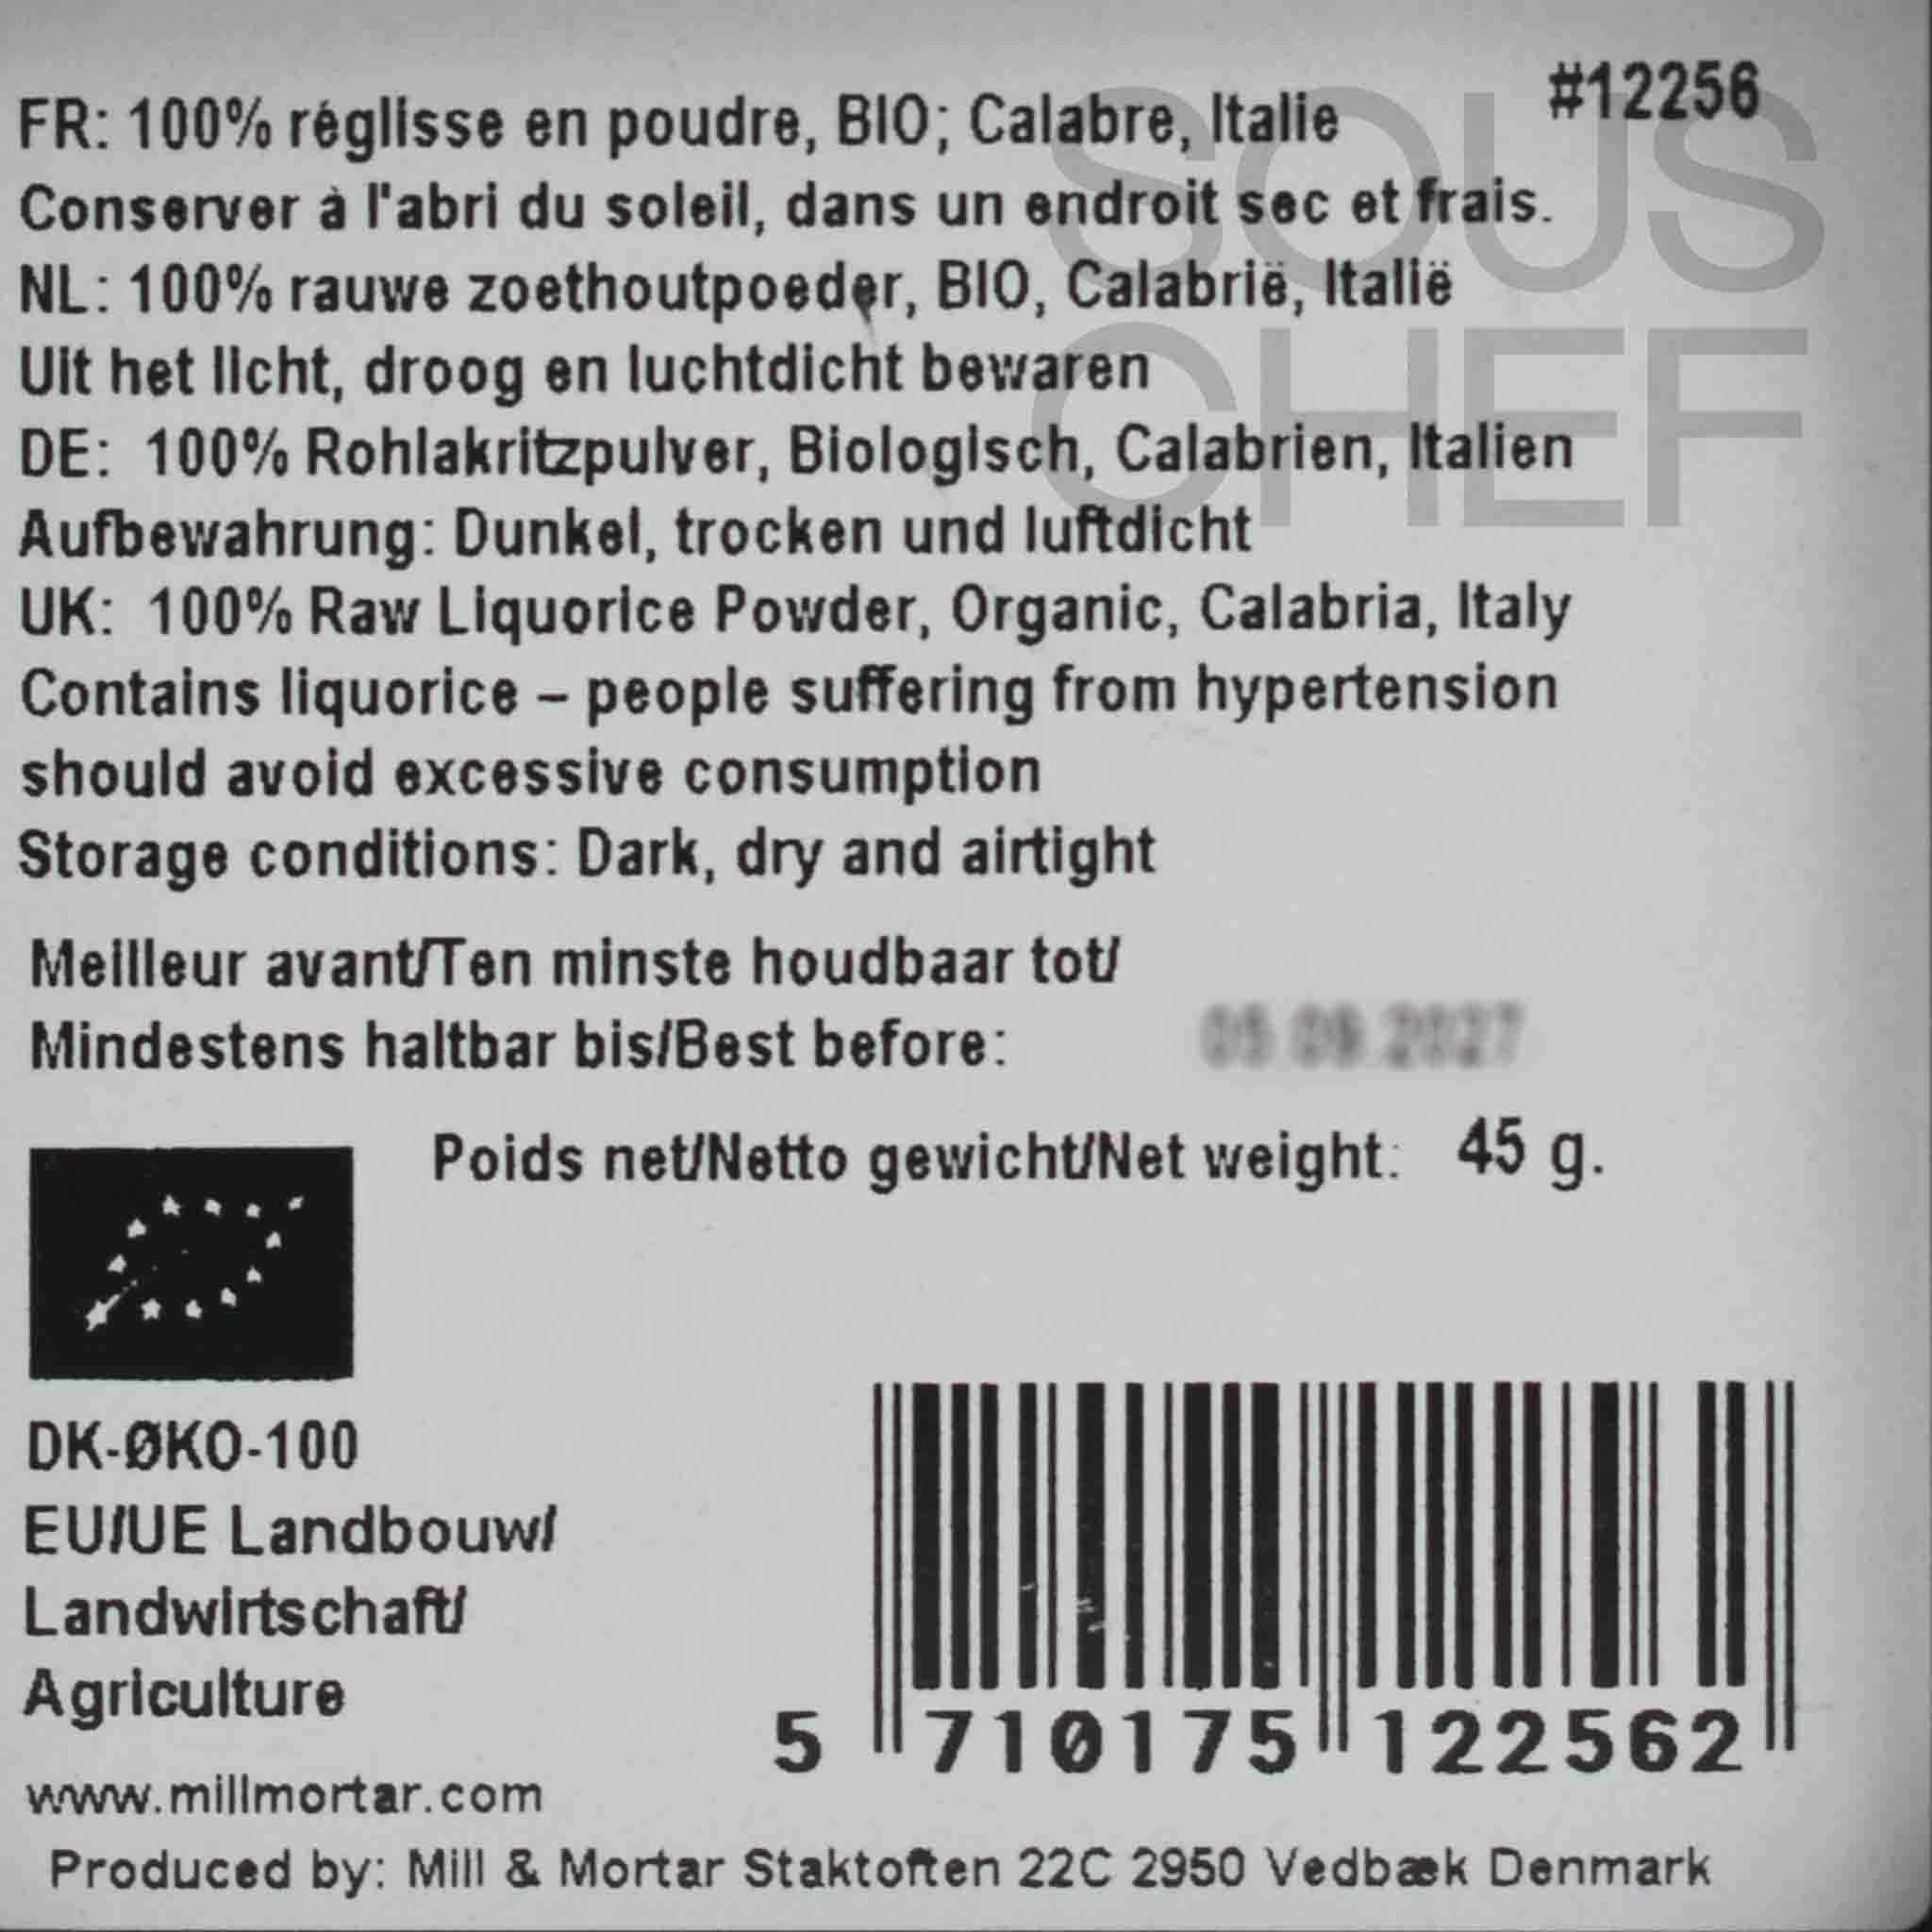 #12256
FR: 100% réglisse en poudre, BIO; Calabre, Italie
Conserver à l'abri du soleil, dans un endroit sec et frais.
NL: 100% rauwe zoethoutpoeder, BIO, Calabrië, Italië
Uit het licht, droog en luchtdicht bewaren
DE: 100% Rohlakritzpulver, Biologisch, Calabrien, Italien
Aufbewahrung: Dunkel, trocken und luftdicht
UK: 100% Raw Liquorice Powder, Organic, Calabria, Italy
Contains liquorice – people suffering from hypertension
should avoid excessive consumption
Storage conditions: Dark, dry and airtight
SOUS
CHEF
Meilleur avant/Ten minste houdbaar tot/
Mindestens haltbar bis/Best before:
Poids net/Netto gewicht/Net weight: 45 g.
DK-ØKO-100
EU/UE Landbouw/
Landwirtschaft/
Agriculture
5 710175 122562
www.millmortar.com
Produced by: Mill & Mortar Staktoften 22C 2950 Vedbæk Denmark